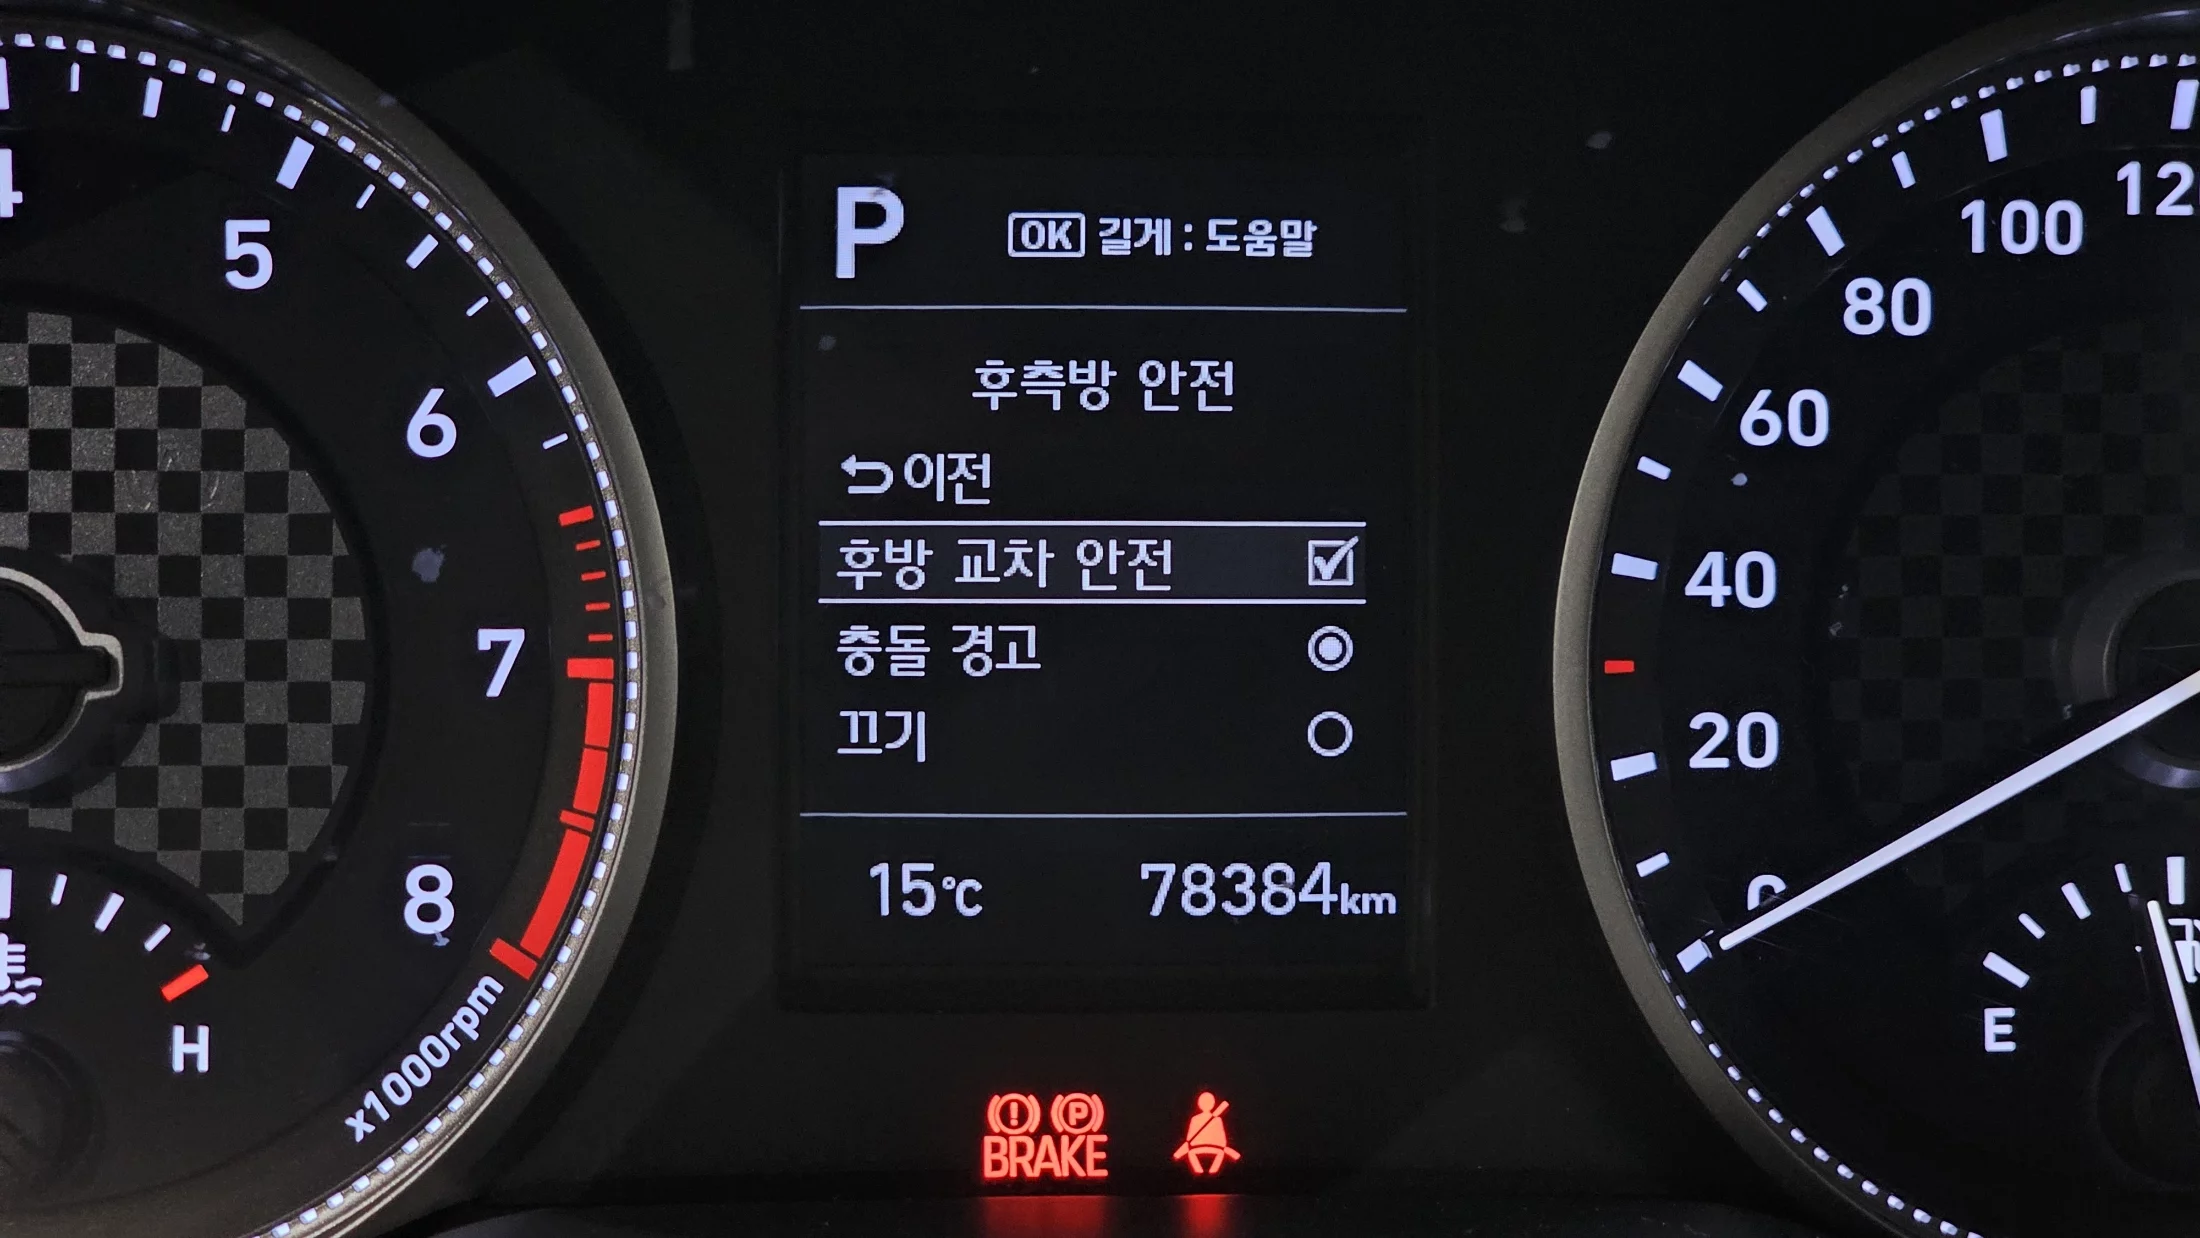 P
OK 길게 : 도움말
후측방 안전
이전
후방 교차 안전
충돌 경고
끄기
15℃ 78384km
BRAKE
P
5
6
7
8
x1000rpm
H
100
80
60
40
20
E